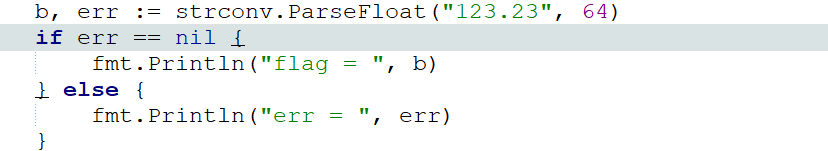 b, err := strconv.ParseFloat("123.23", 64)
if err == nil {
    fmt.Println("flag = ", b)
} else {
    fmt.Println("err = ", err)
}